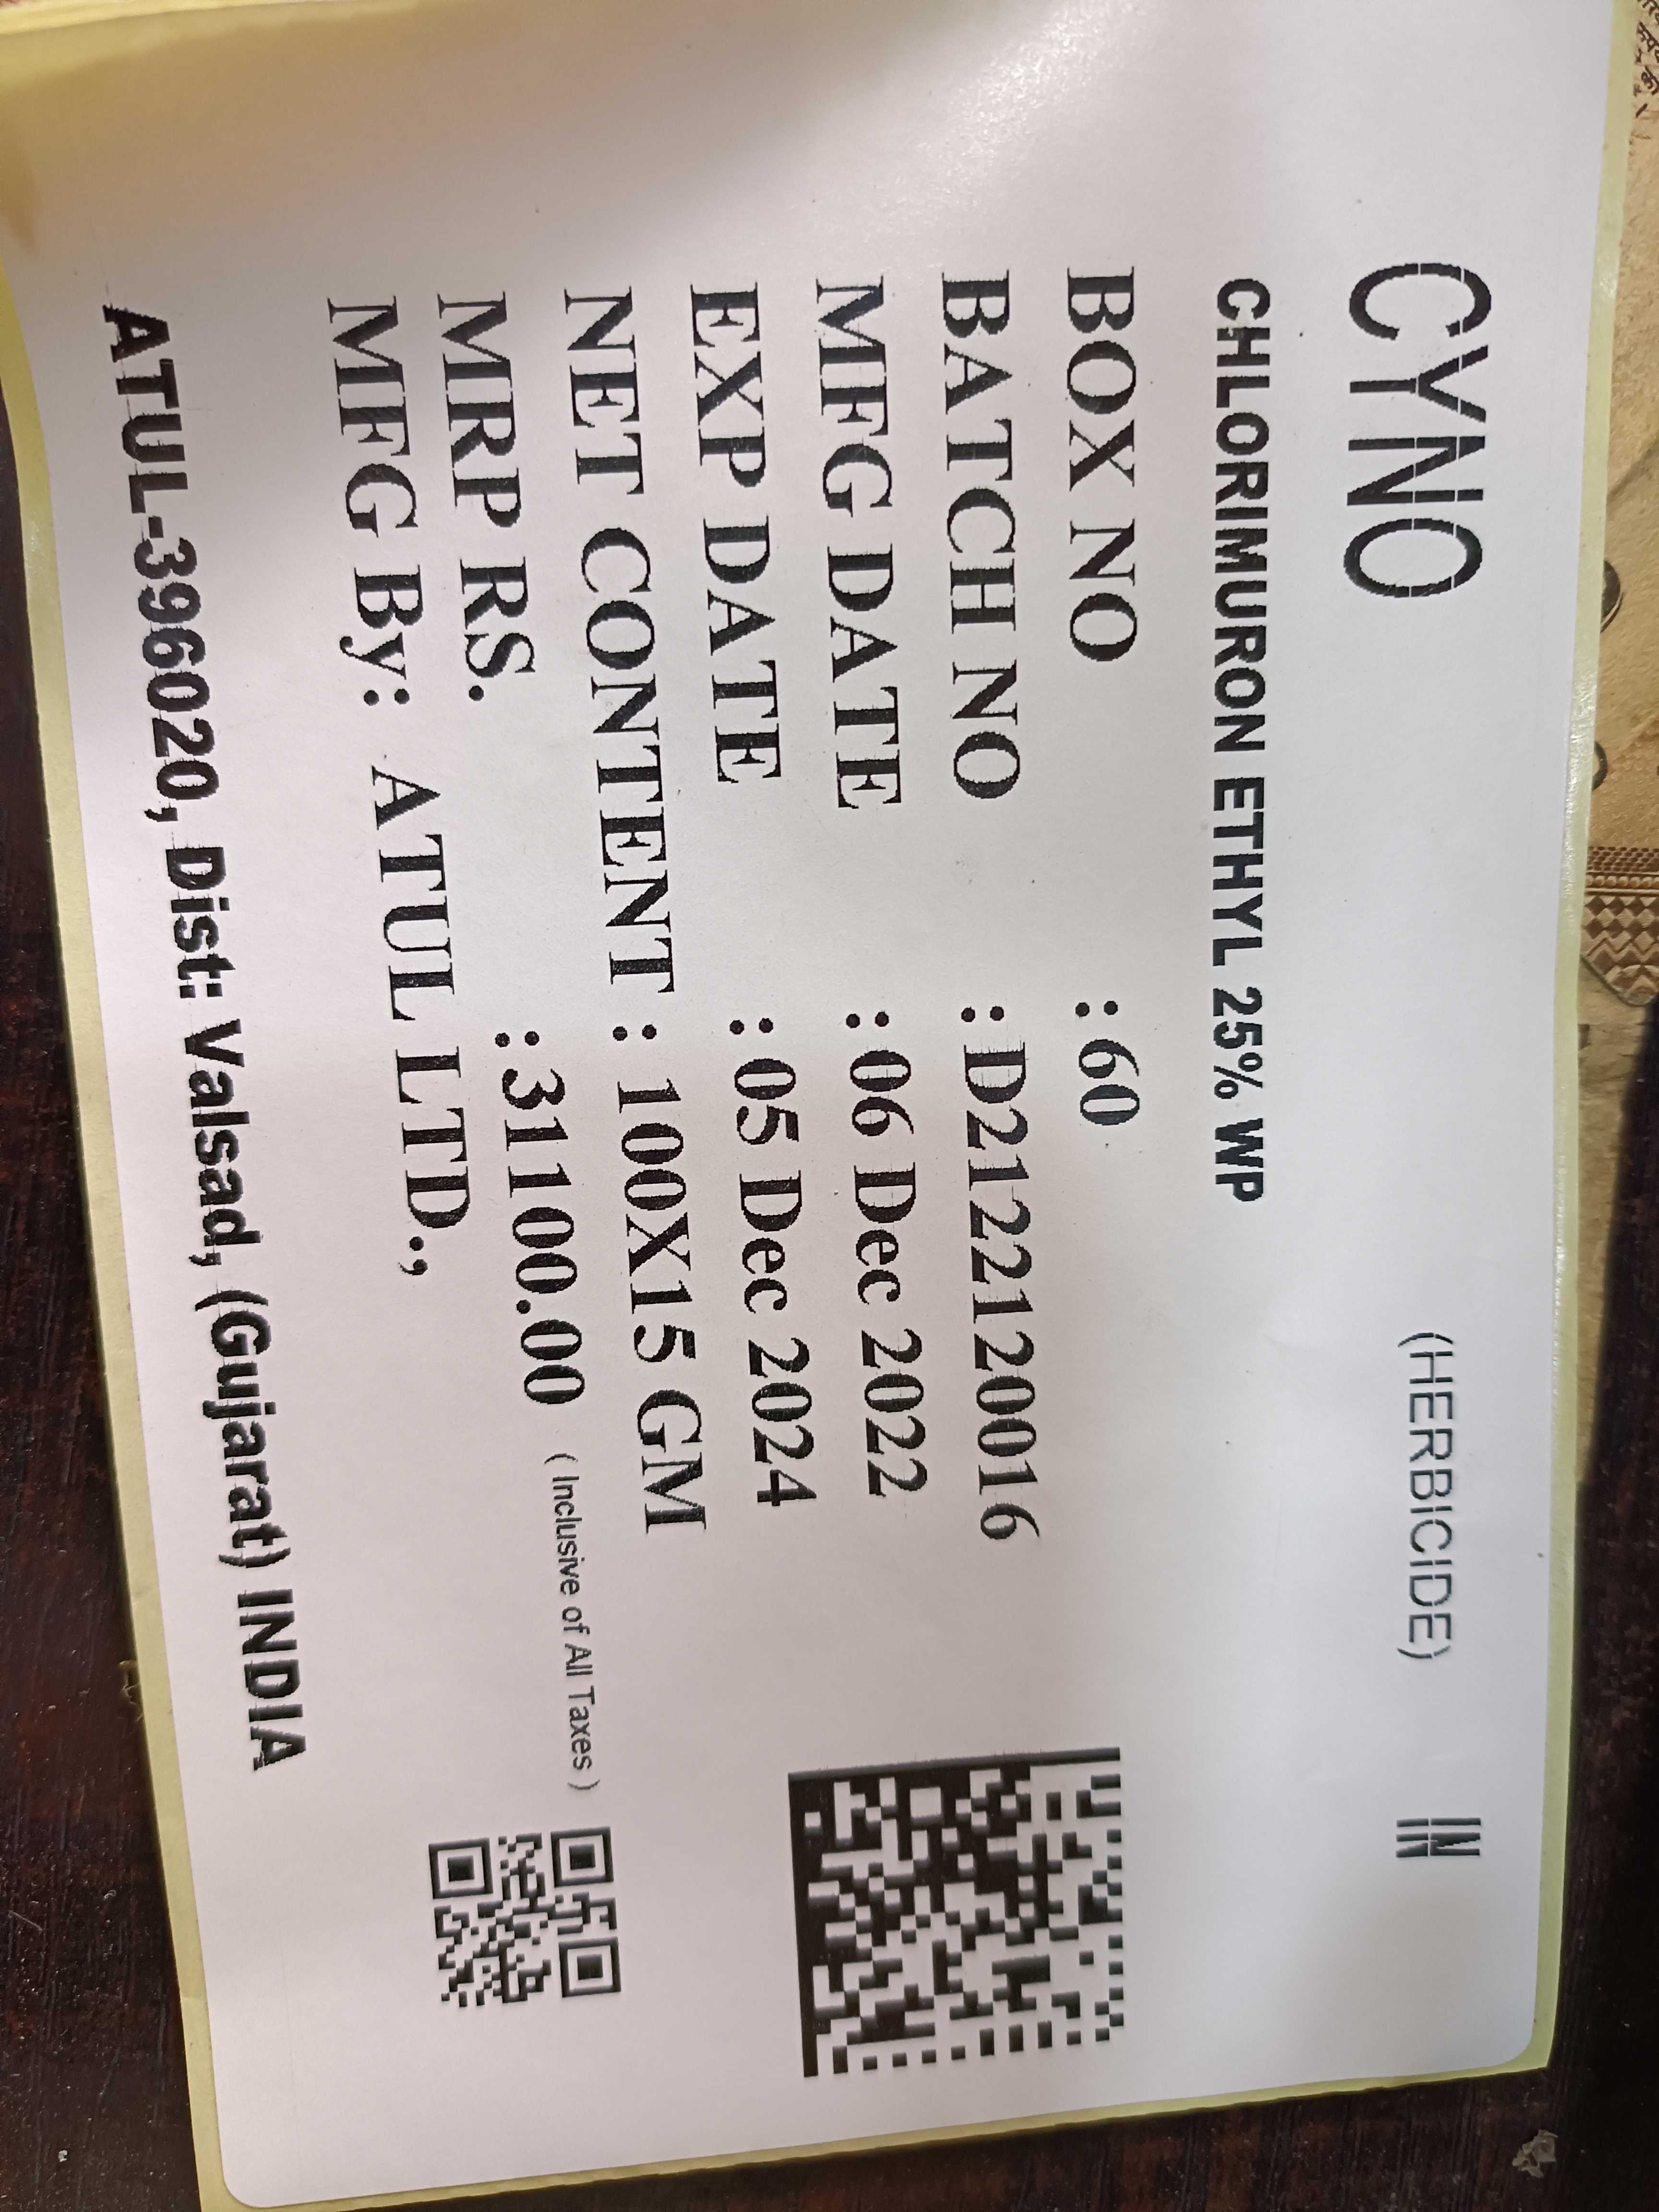 CYNO (HERBICIDE) IN
CHLORIMURON ETHYL 25% WP
BOX NO : 60
BATCH NO : D2122120016
MFG DATE : 06 Dec 2022
EXP DATE : 05 Dec 2024
NET CONTENT : 100X15 GM
MRP RS. : 31100.00 ( Inclusive of All Taxes )
MFG By: ATUL LTD.,
ATUL-396020, Dist: Valsad, (Gujarat) INDIA